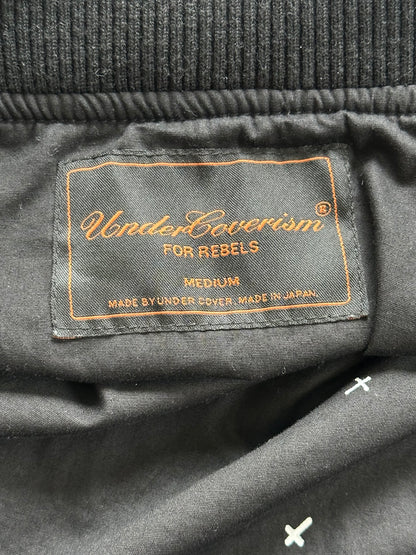 UnderCoverism®
FOR REBELS
MEDIUM
MADE BY UNDER COVER. MADE IN JAPAN.